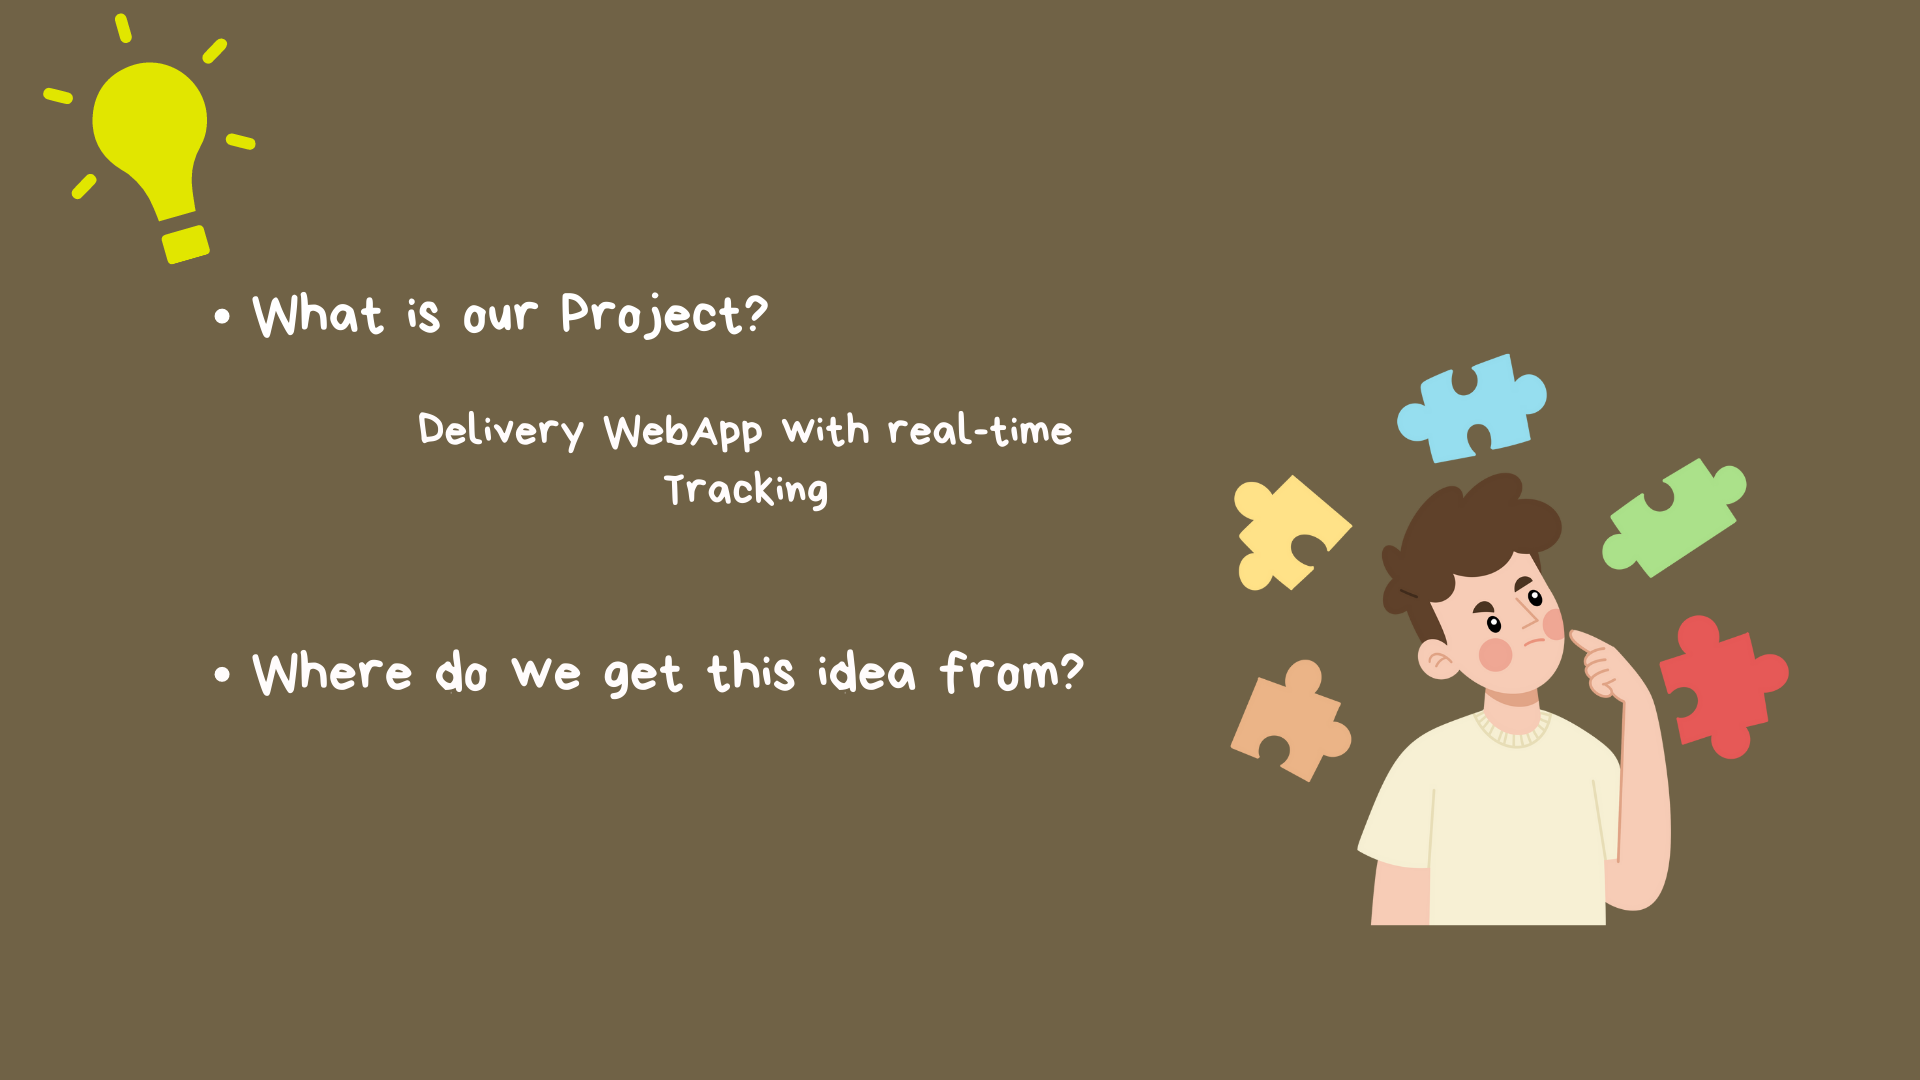 • What is our Project?
Delivery WebApp with real-time
Tracking
• Where do we get this idea from?